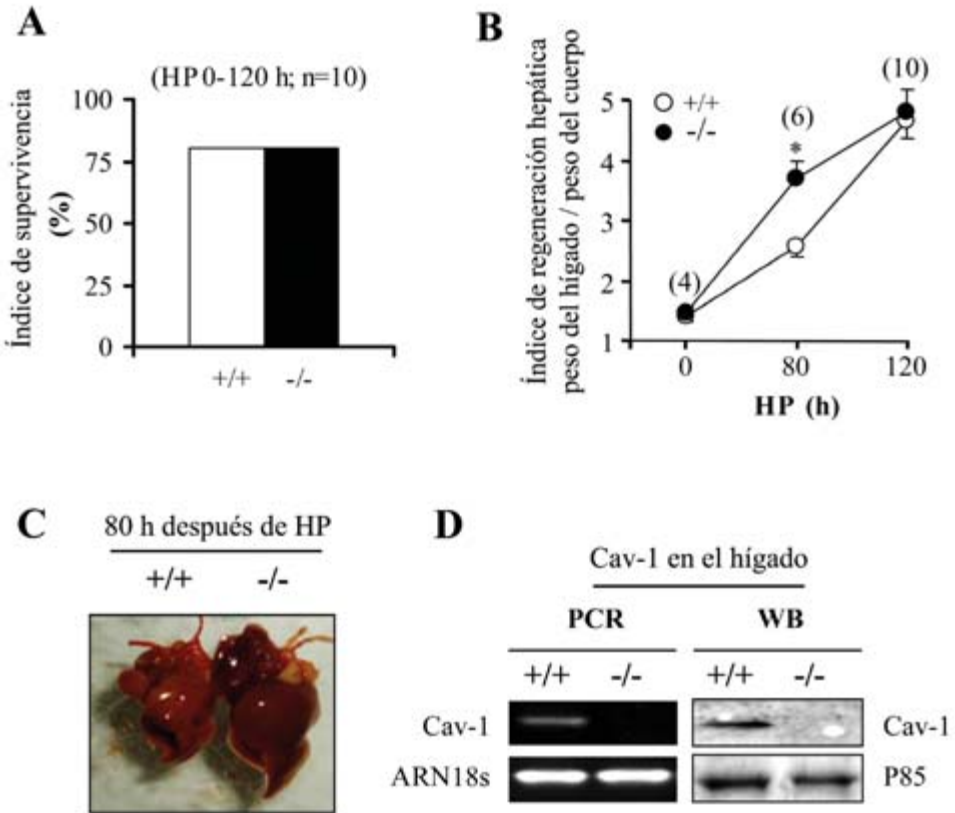 A
(HP 0-120 h; n=10)
Índice de supervivencia
(%)
100
75
50
25
0
+/+ -/-
B
Índice de regeneración hepática
peso del hígado / peso del cuerpo
5
4
3
2
1
+/+
-/-
(4)
(6)
*
(10)
0 80 120
HP (h)
C
80 h después de HP
+/+ -/-
D
Cav-1 en el hígado
PCR WB
+/+ -/- +/+ -/-
Cav-1 Cav-1
ARN18s P85